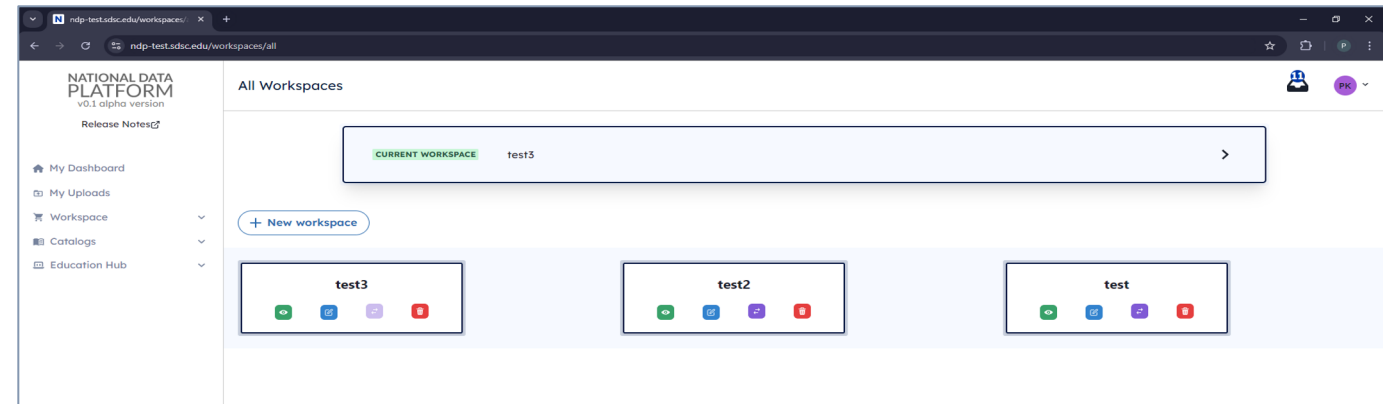 ndp-test.sdsc.edu/workspaces/
ndp-test.sdsc.edu/workspaces/all
P
NATIONAL DATA
PLATFORM
v0.1 alpha version
Release Notes
My Dashboard
My Uploads
Workspace
Catalogs
Education Hub
All Workspaces
11
PK
CURRENT WORKSPACE test3
+ New workspace
test3 test2 test